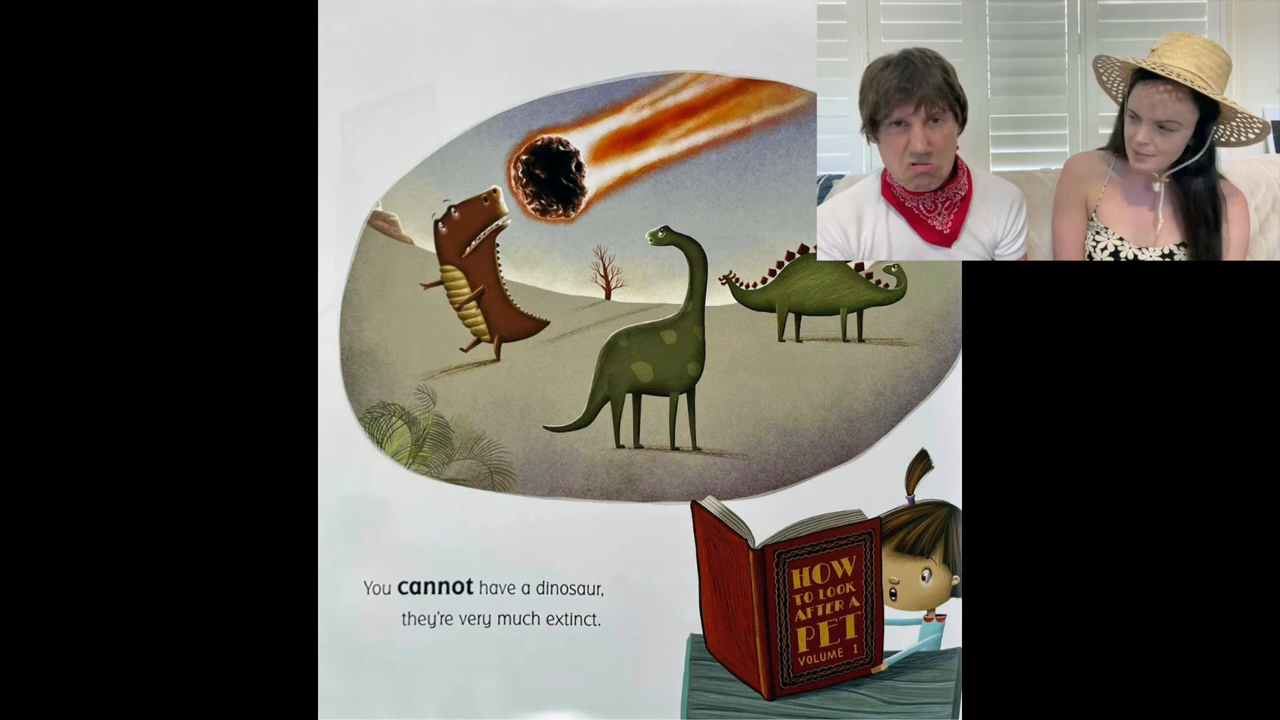 You cannot have a dinosaur,
they're very much extinct.
HOW
TO LOOK
AFTER A
PET
VOLUME 1